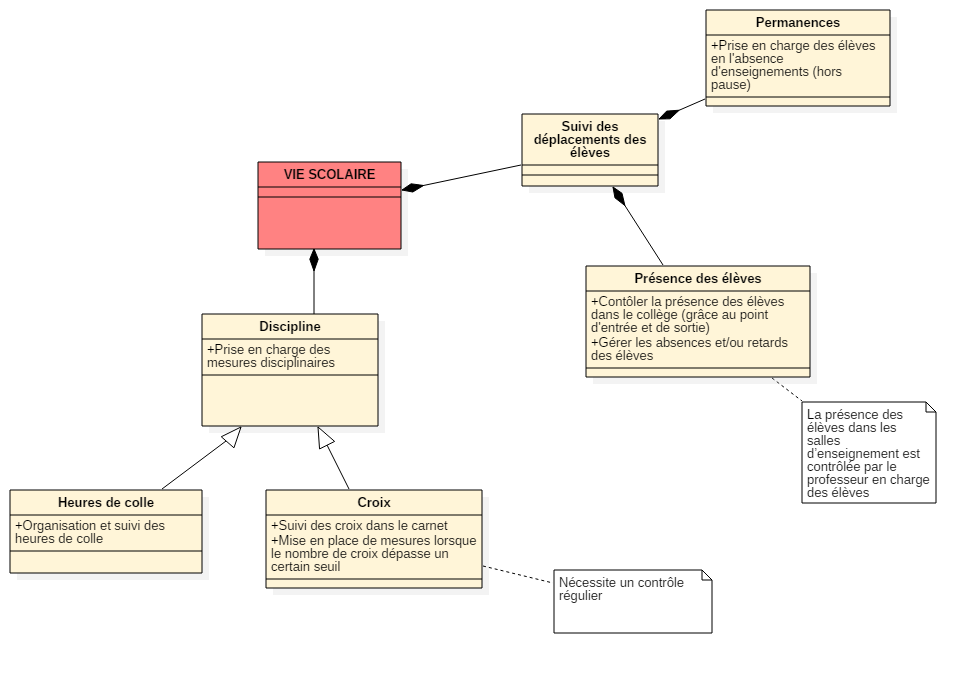 Permanences
+Prise en charge des élèves
en l'absence
d'enseignements (hors
pause)
Suivi des
déplacements des
élèves
VIE SCOLAIRE
Présence des élèves
+Contôler la présence des élèves
dans le collège (grâce au point
d'entrée et de sortie)
+Gérer les absences et/ou retards
des élèves
Discipline
+Prise en charge des
mesures disciplinaires
La présence des
élèves dans les
salles
d'enseignement est
contrôlée par le
professeur en charge
des élèves
Heures de colle
+Organisation et suivi des
heures de colle
Croix
+Suivi des croix dans le carnet
+Mise en place de mesures lorsque
le nombre de croix dépasse un
certain seuil
Nécessite un contrôle
régulier